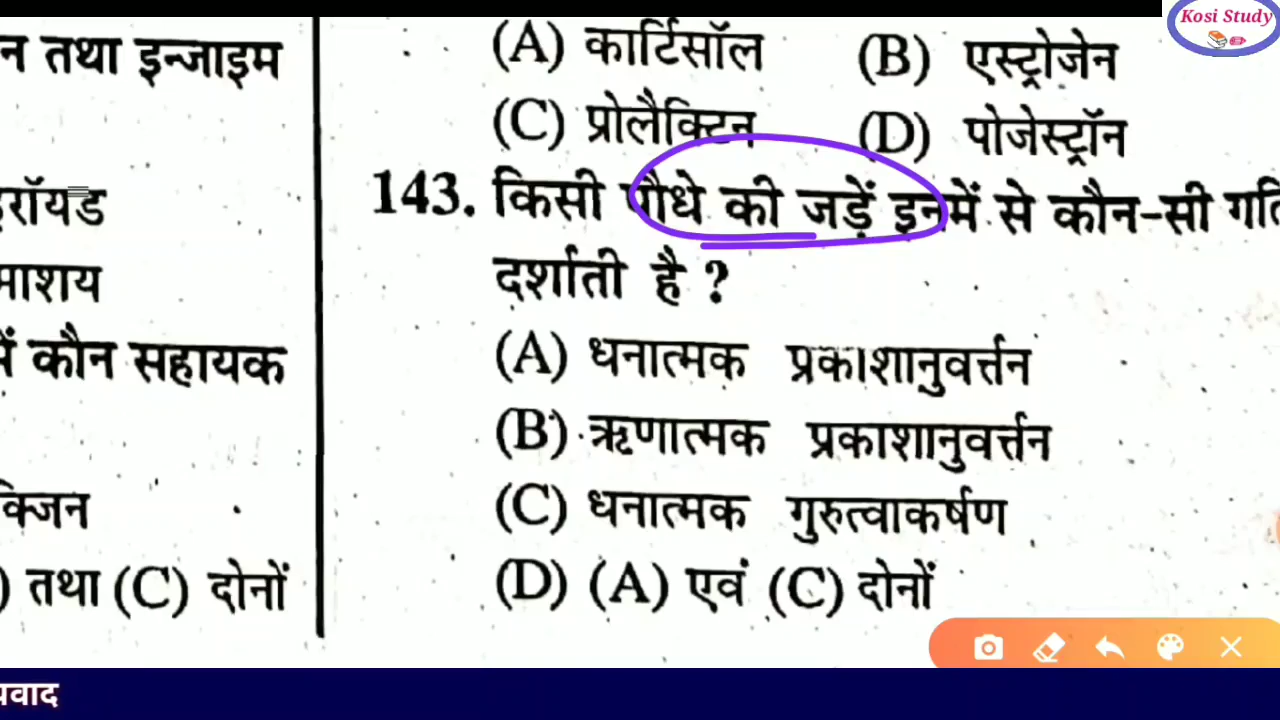 Kosi Study
न तथा इन्जाइम
माशय
में कौन सहायक
क्जिन
) तथा (C) दोनों
(A) कार्टिसॉल (B) एस्ट्रोजेन
(C) प्रोलैक्टिन (D) पोजेस्ट्रॉन
143. किसी पौधे की जड़ें इनमें से कौन-सी गति
दर्शाती है ?
(A) धनात्मक प्रकाशानुवर्त्तन
(B) ऋणात्मक प्रकाशानुवर्त्तन
(C) धनात्मक गुरुत्वाकर्षण
(D) (A) एवं (C) दोनों
यवाद